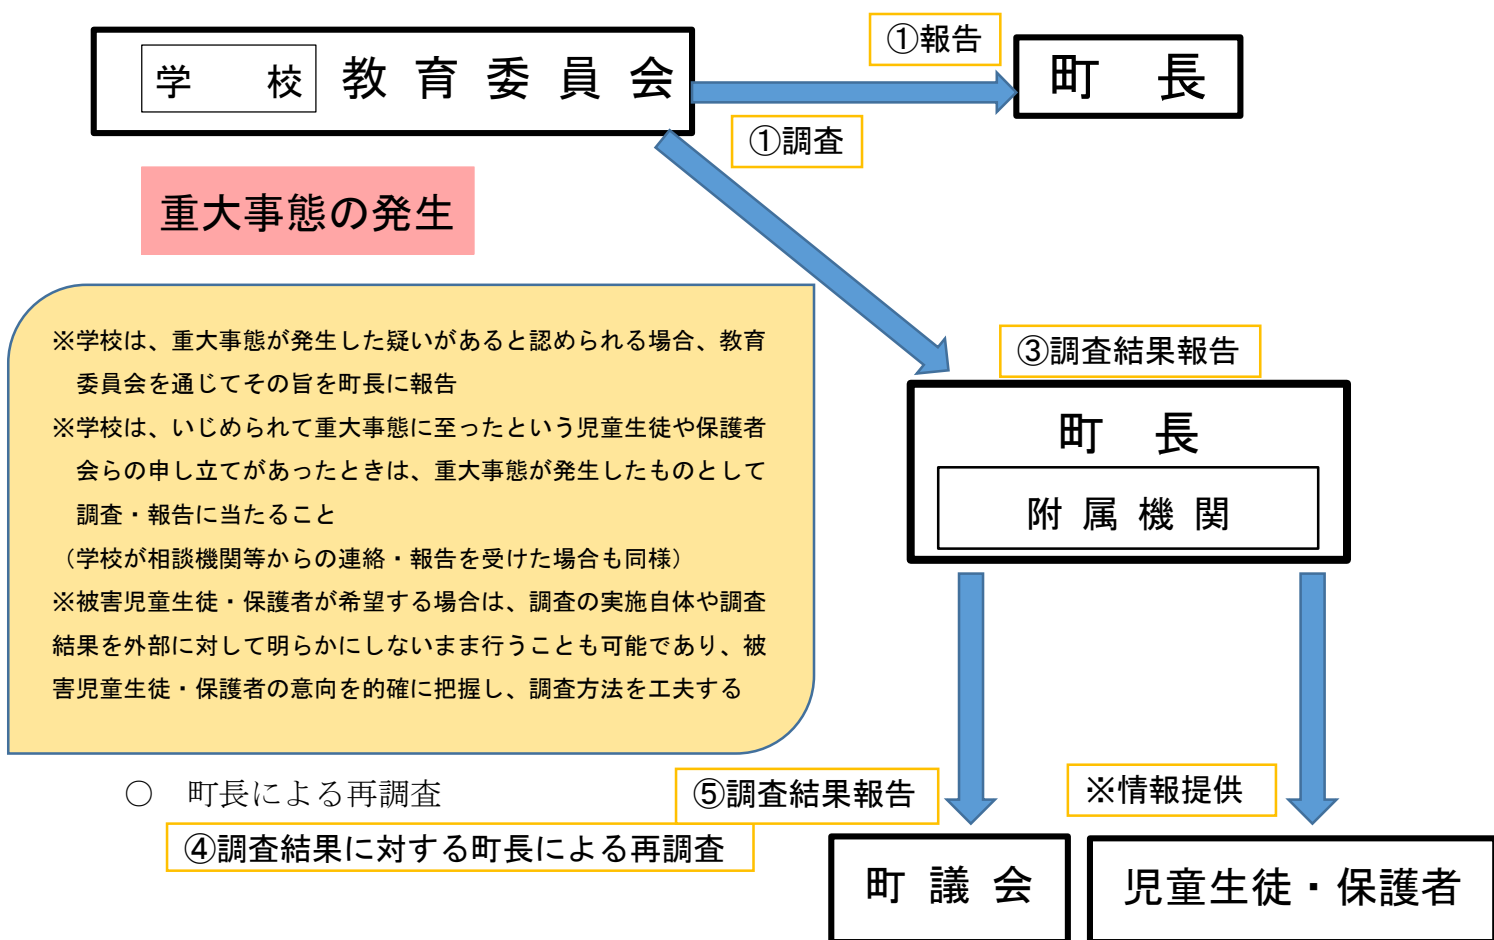 ①報告
学　校 教育委員会
町　長
①調査
重大事態の発生
※学校は、重大事態が発生した疑いがあると認められる場合、教育
委員会を通じてその旨を町長に報告
※学校は、いじめられて重大事態に至ったという児童生徒や保護者
会らの申し立てがあったときは、重大事態が発生したものとして
調査・報告に当たること
（学校が相談機関等からの連絡・報告を受けた場合も同様）
※被害児童生徒・保護者が希望する場合は、調査の実施自体や調査
結果を外部に対して明らかにしないまま行うことも可能であり、被
害児童生徒・保護者の意向を的確に把握し、調査方法を工夫する
③調査結果報告
町　長
附属機関
○　町長による再調査
④調査結果に対する町長による再調査
⑤調査結果報告
※情報提供
町議会
児童生徒・保護者